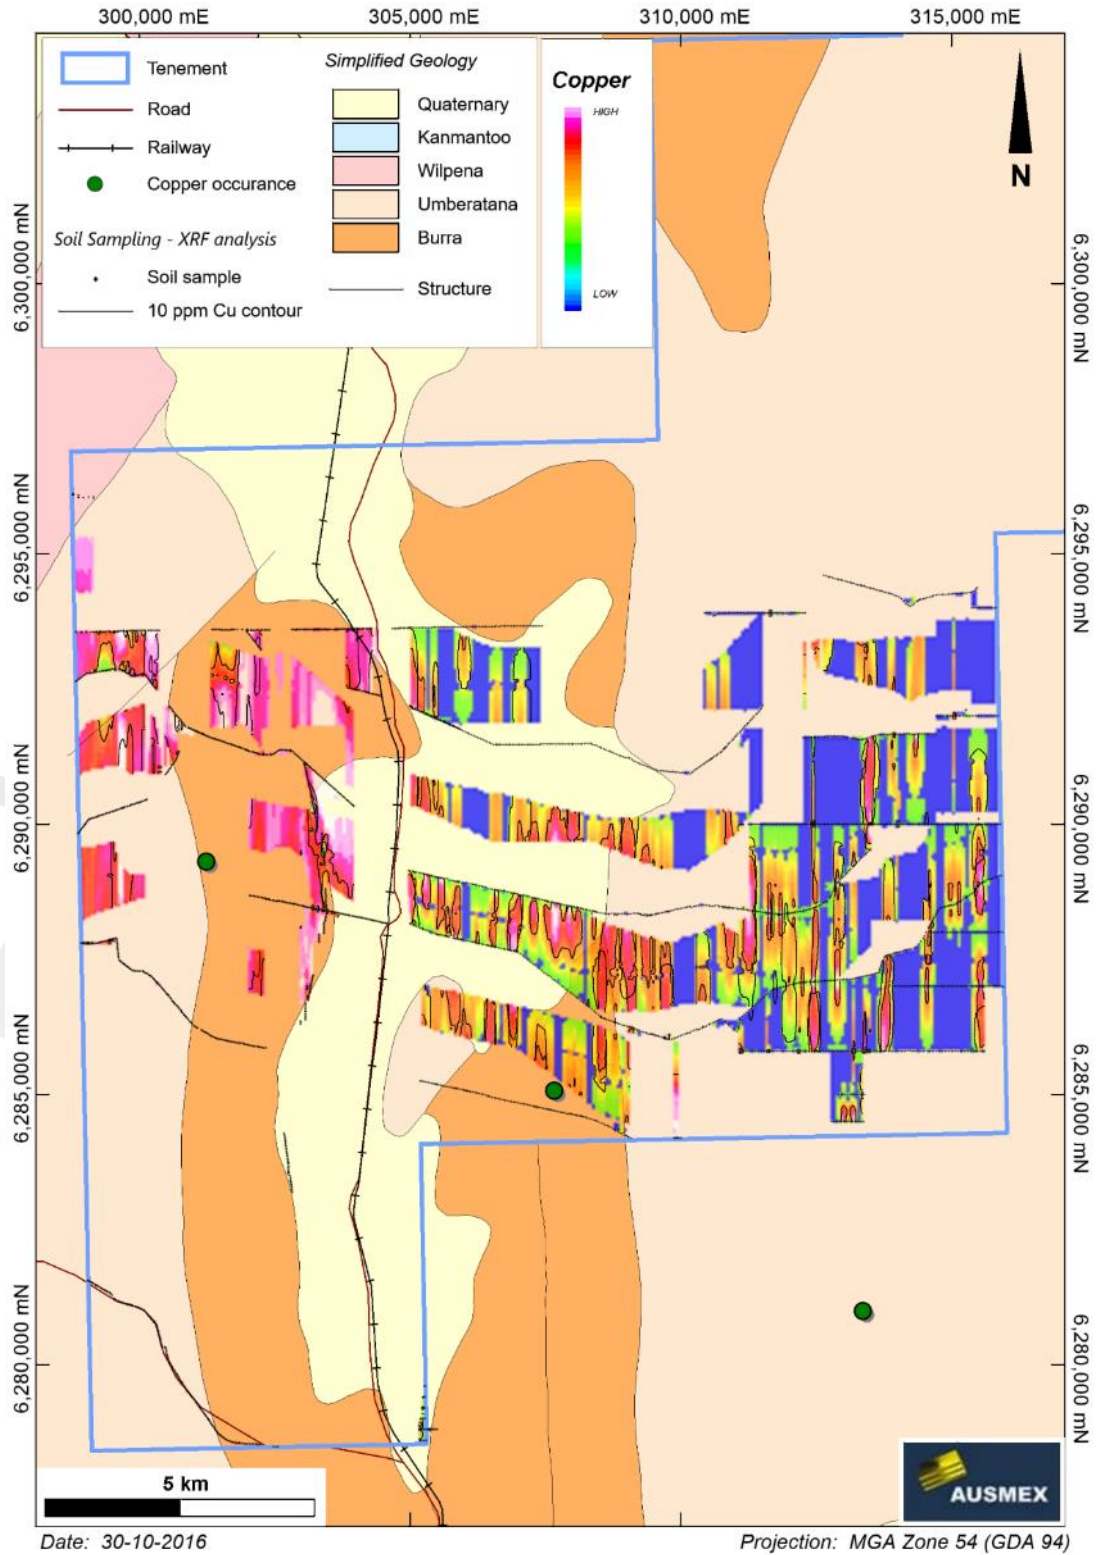 300,000 mE
305,000 mE
310,000 mE
315,000 mE
Tenement
Road
Railway
Copper occurance
Soil Sampling - XRF analysis
Soil sample
10 ppm Cu contour
Simplified Geology
Quaternary
Kanmantoo
Wilpena
Umberatana
Burra
Structure
Copper
HIGH
LOW
N
6,300,000 mN
6,300,000 mN
6,295,000 mN
6,295,000 mN
6,290,000 mN
6,290,000 mN
6,285,000 mN
6,285,000 mN
6,280,000 mN
6,280,000 mN
5 km
AUSMEX
Date: 30-10-2016
Projection: MGA Zone 54 (GDA 94)